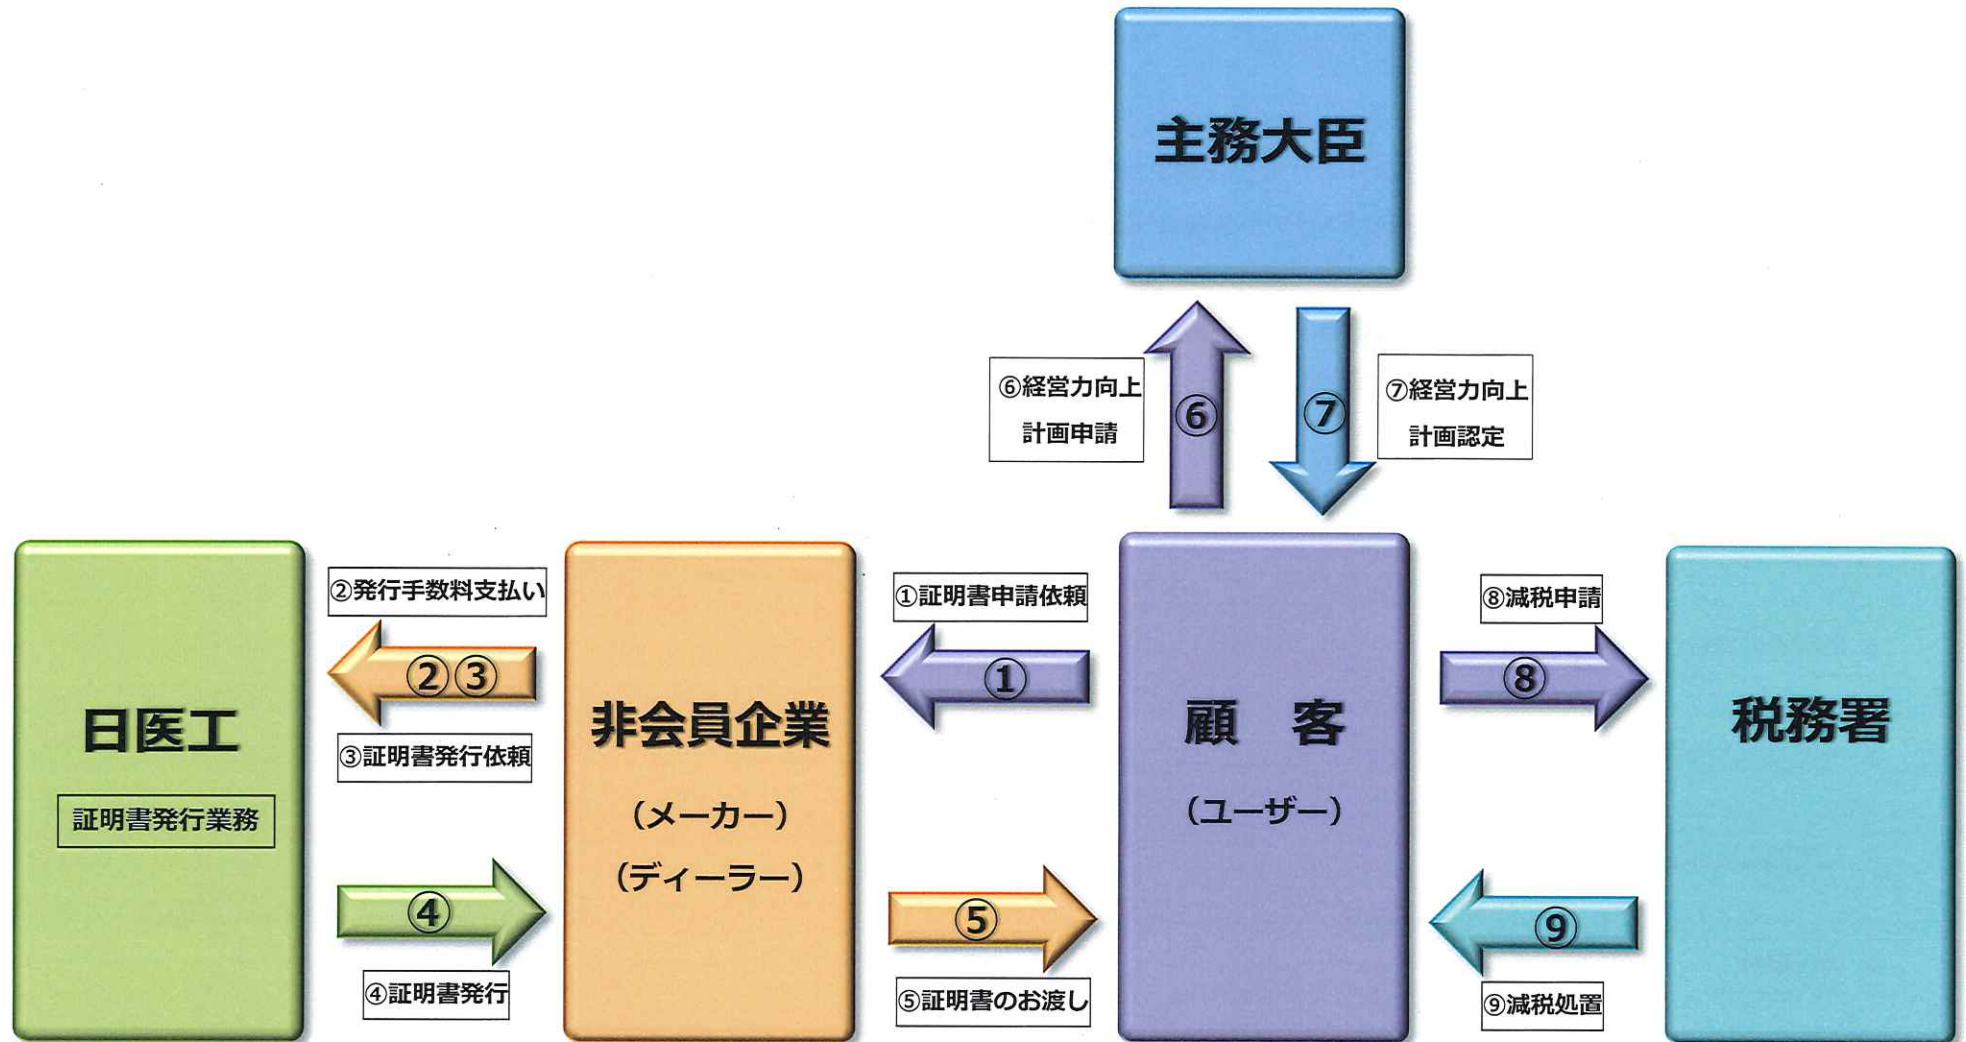 主務大臣
⑥経営力向上
計画申請
⑥
⑦
⑦経営力向上
計画認定
日医工
証明書発行業務
②発行手数料支払い
②③
③証明書発行依頼
④
④証明書発行
非会員企業
（メーカー）
（ディーラー）
①証明書申請依頼
①
⑤
⑤証明書のお渡し
顧　客
（ユーザー）
⑧減税申請
⑧
⑨
⑨減税処置
税務署